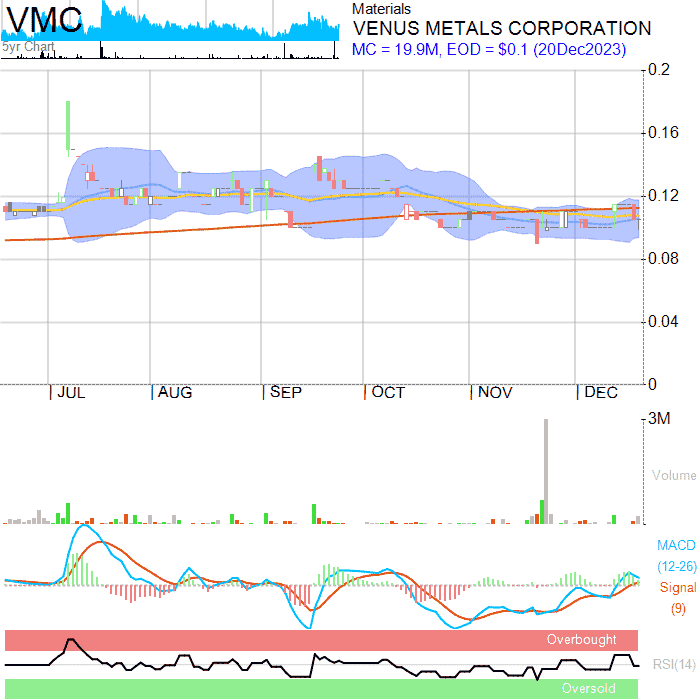 VMC
5yr Chart
Materials
VENUS METALS CORPORATION
MC = 19.9M, EOD = $0.1 (20Dec2023)
0.2
0.16
0.12
0.08
0.04
0
JUL AUG SEP OCT NOV DEC
3M
Volume
MACD
(12-26)
Signal
(9)
Overbought
RSI(14)
Oversold